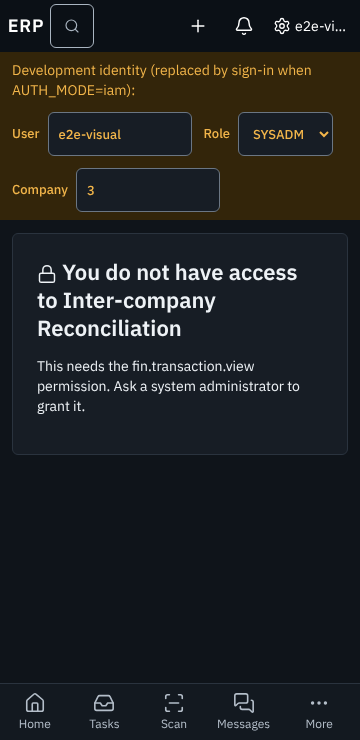 ERP
e2e-vi...
Development identity (replaced by sign-in when
AUTH_MODE=iam):
User e2e-visual Role SYSADM
Company 3
You do not have access
to Inter-company
Reconciliation
This needs the fin.transaction.view
permission. Ask a system administrator to
grant it.
Home Tasks Scan Messages More